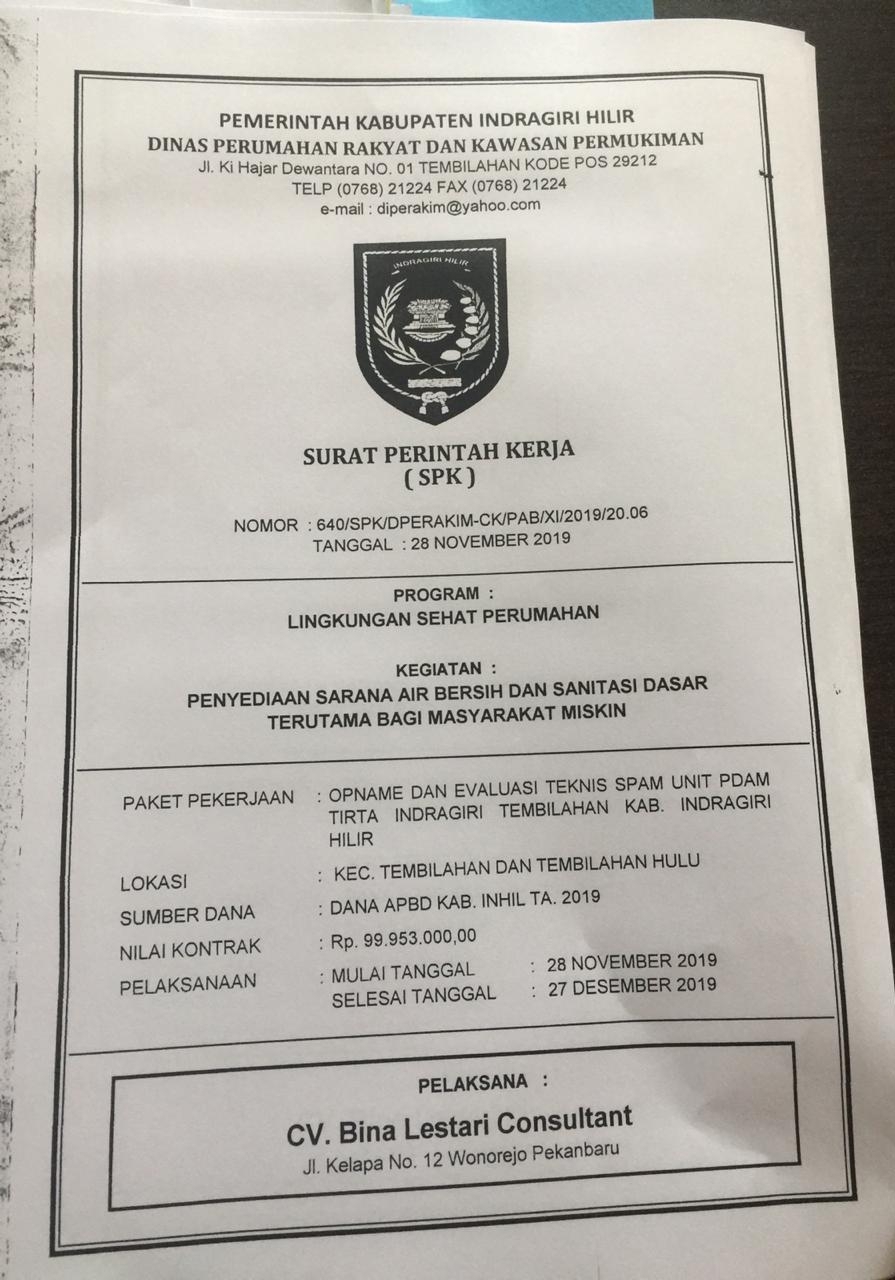 PEMERINTAH KABUPATEN INDRAGIRI HILIR
DINAS PERUMAHAN RAKYAT DAN KAWASAN PERMUKIMAN
Jl. Ki Hajar Dewantara NO. 01 TEMBILAHAN KODE POS 29212
TELP (0768) 21224 FAX (0768) 21224
e-mail : diperakim@yahoo.com
INDRAGIRI HILIR
SURAT PERINTAH KERJA
( SPK )
NOMOR : 640/SPK/DPERAKIM-CK/PAB/XI/2019/20.06
TANGGAL : 28 NOVEMBER 2019
PROGRAM :
LINGKUNGAN SEHAT PERUMAHAN
KEGIATAN :
PENYEDIAAN SARANA AIR BERSIH DAN SANITASI DASAR
TERUTAMA BAGI MASYARAKAT MISKIN
PAKET PEKERJAAN : OPNAME DAN EVALUASI TEKNIS SPAM UNIT PDAM
TIRTA INDRAGIRI TEMBILAHAN KAB. INDRAGIRI
HILIR
LOKASI : KEC. TEMBILAHAN DAN TEMBILAHAN HULU
SUMBER DANA : DANA APBD KAB. INHIL TA. 2019
NILAI KONTRAK : Rp. 99.953.000,00
PELAKSANAAN : MULAI TANGGAL : 28 NOVEMBER 2019
SELESAI TANGGAL : 27 DESEMBER 2019
PELAKSANA :
CV. Bina Lestari Consultant
Jl. Kelapa No. 12 Wonorejo Pekanbaru